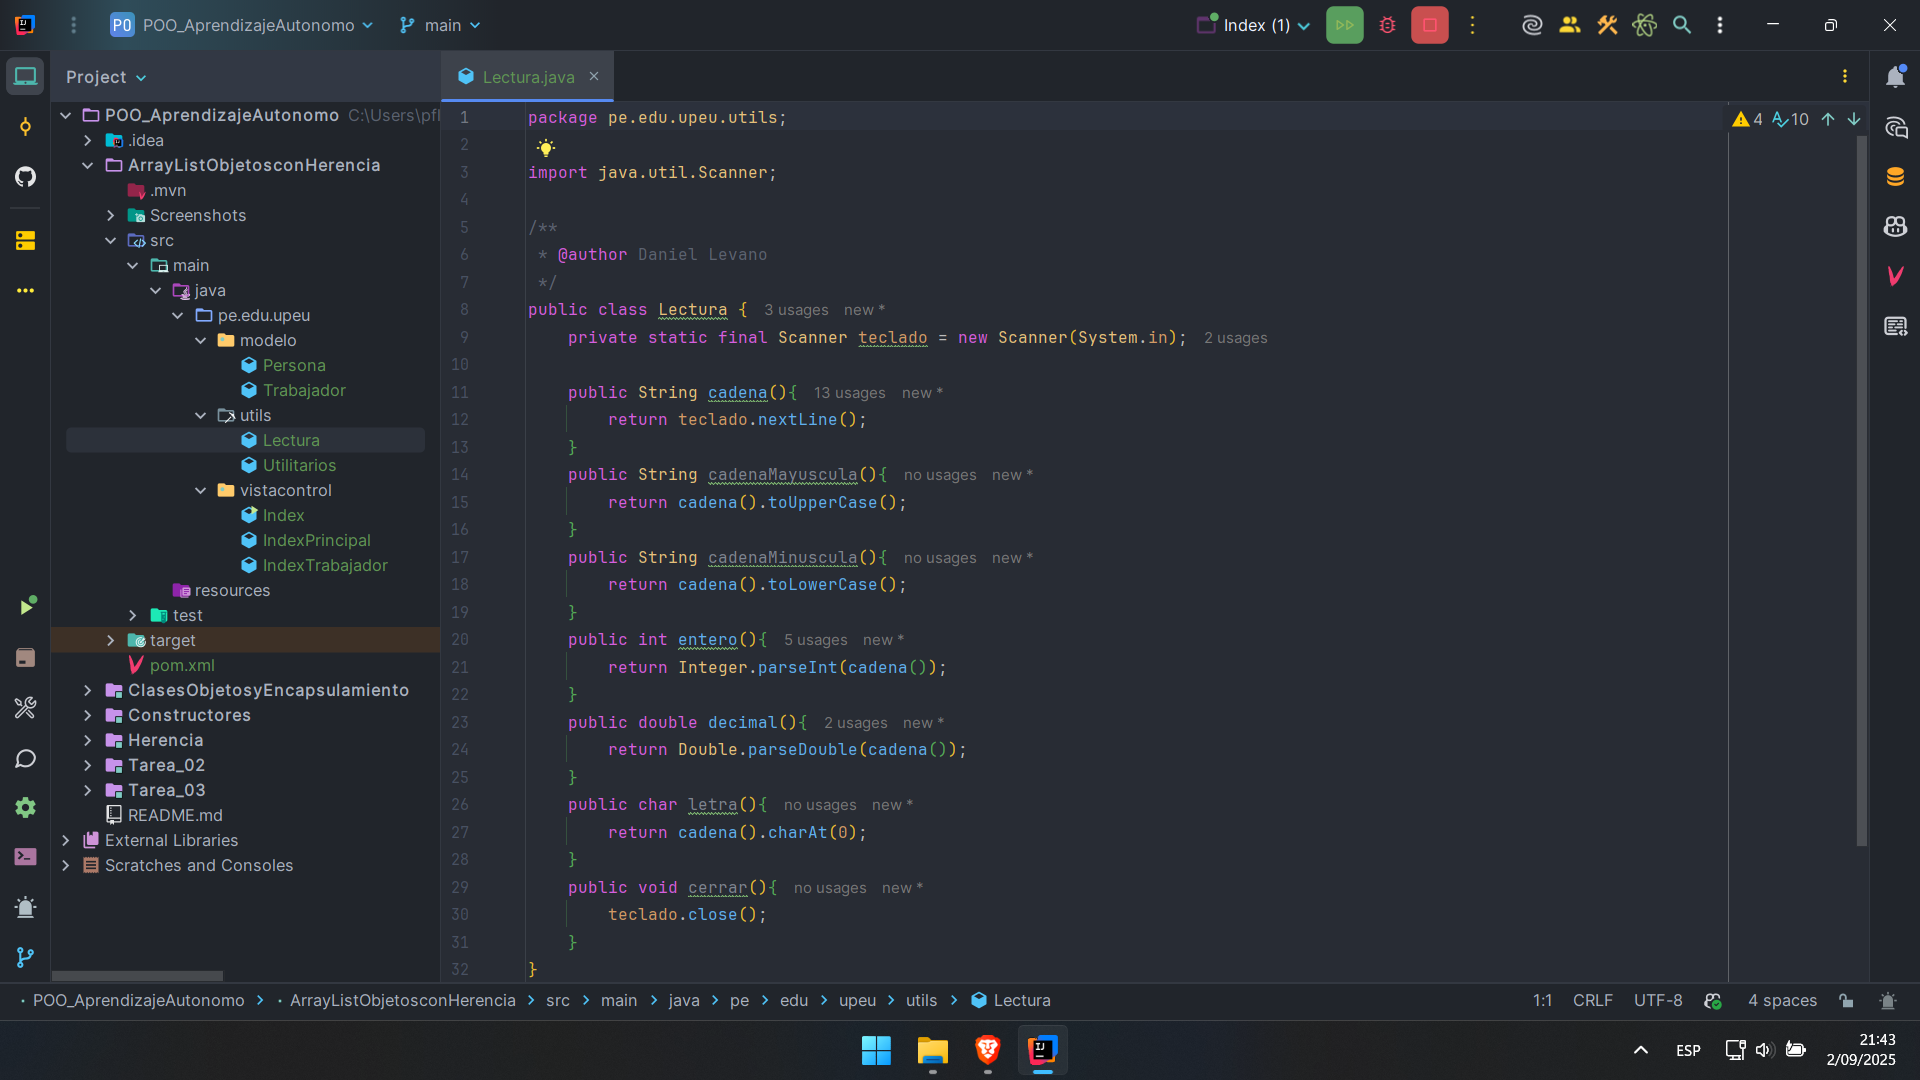 PO POO_AprendizajeAutonomo main Index (1)
Project
Lectura.java
POO_AprendizajeAutonomo C:\Users\pf
.idea
ArrayListObjetosconHerencia
.mvn
Screenshots
src
main
java
pe.edu.upeu
modelo
Persona
Trabajador
utils
Lectura
Utilitarios
vistacontrol
Index
IndexPrincipal
IndexTrabajador
resources
test
target
pom.xml
ClasesObjetosyEncapsulamiento
Constructores
Herencia
Tarea_02
Tarea_03
README.md
External Libraries
Scratches and Consoles
4 10
1 package pe.edu.upeu.utils;
2
3 import java.util.Scanner;
4
5 /**
6 * @author Daniel Levano
7 */
8 public class Lectura { 3 usages new *
9 private static final Scanner teclado = new Scanner(System.in); 2 usages
10
11 public String cadena(){ 13 usages new *
12 return teclado.nextLine();
13 }
14 public String cadenaMayuscula(){ no usages new *
15 return cadena().toUpperCase();
16 }
17 public String cadenaMinuscula(){ no usages new *
18 return cadena().toLowerCase();
19 }
20 public int entero(){ 5 usages new *
21 return Integer.parseInt(cadena());
22 }
23 public double decimal(){ 2 usages new *
24 return Double.parseDouble(cadena());
25 }
26 public char letra(){ no usages new *
27 return cadena().charAt(0);
28 }
29 public void cerrar(){ no usages new *
30 teclado.close();
31 }
32 }
POO_AprendizajeAutonomo > ArrayListObjetosconHerencia > src > main > java > pe > edu > upeu > utils > Lectura
1:1 CRLF UTF-8 4 spaces
ESP
21:43
2/09/2025